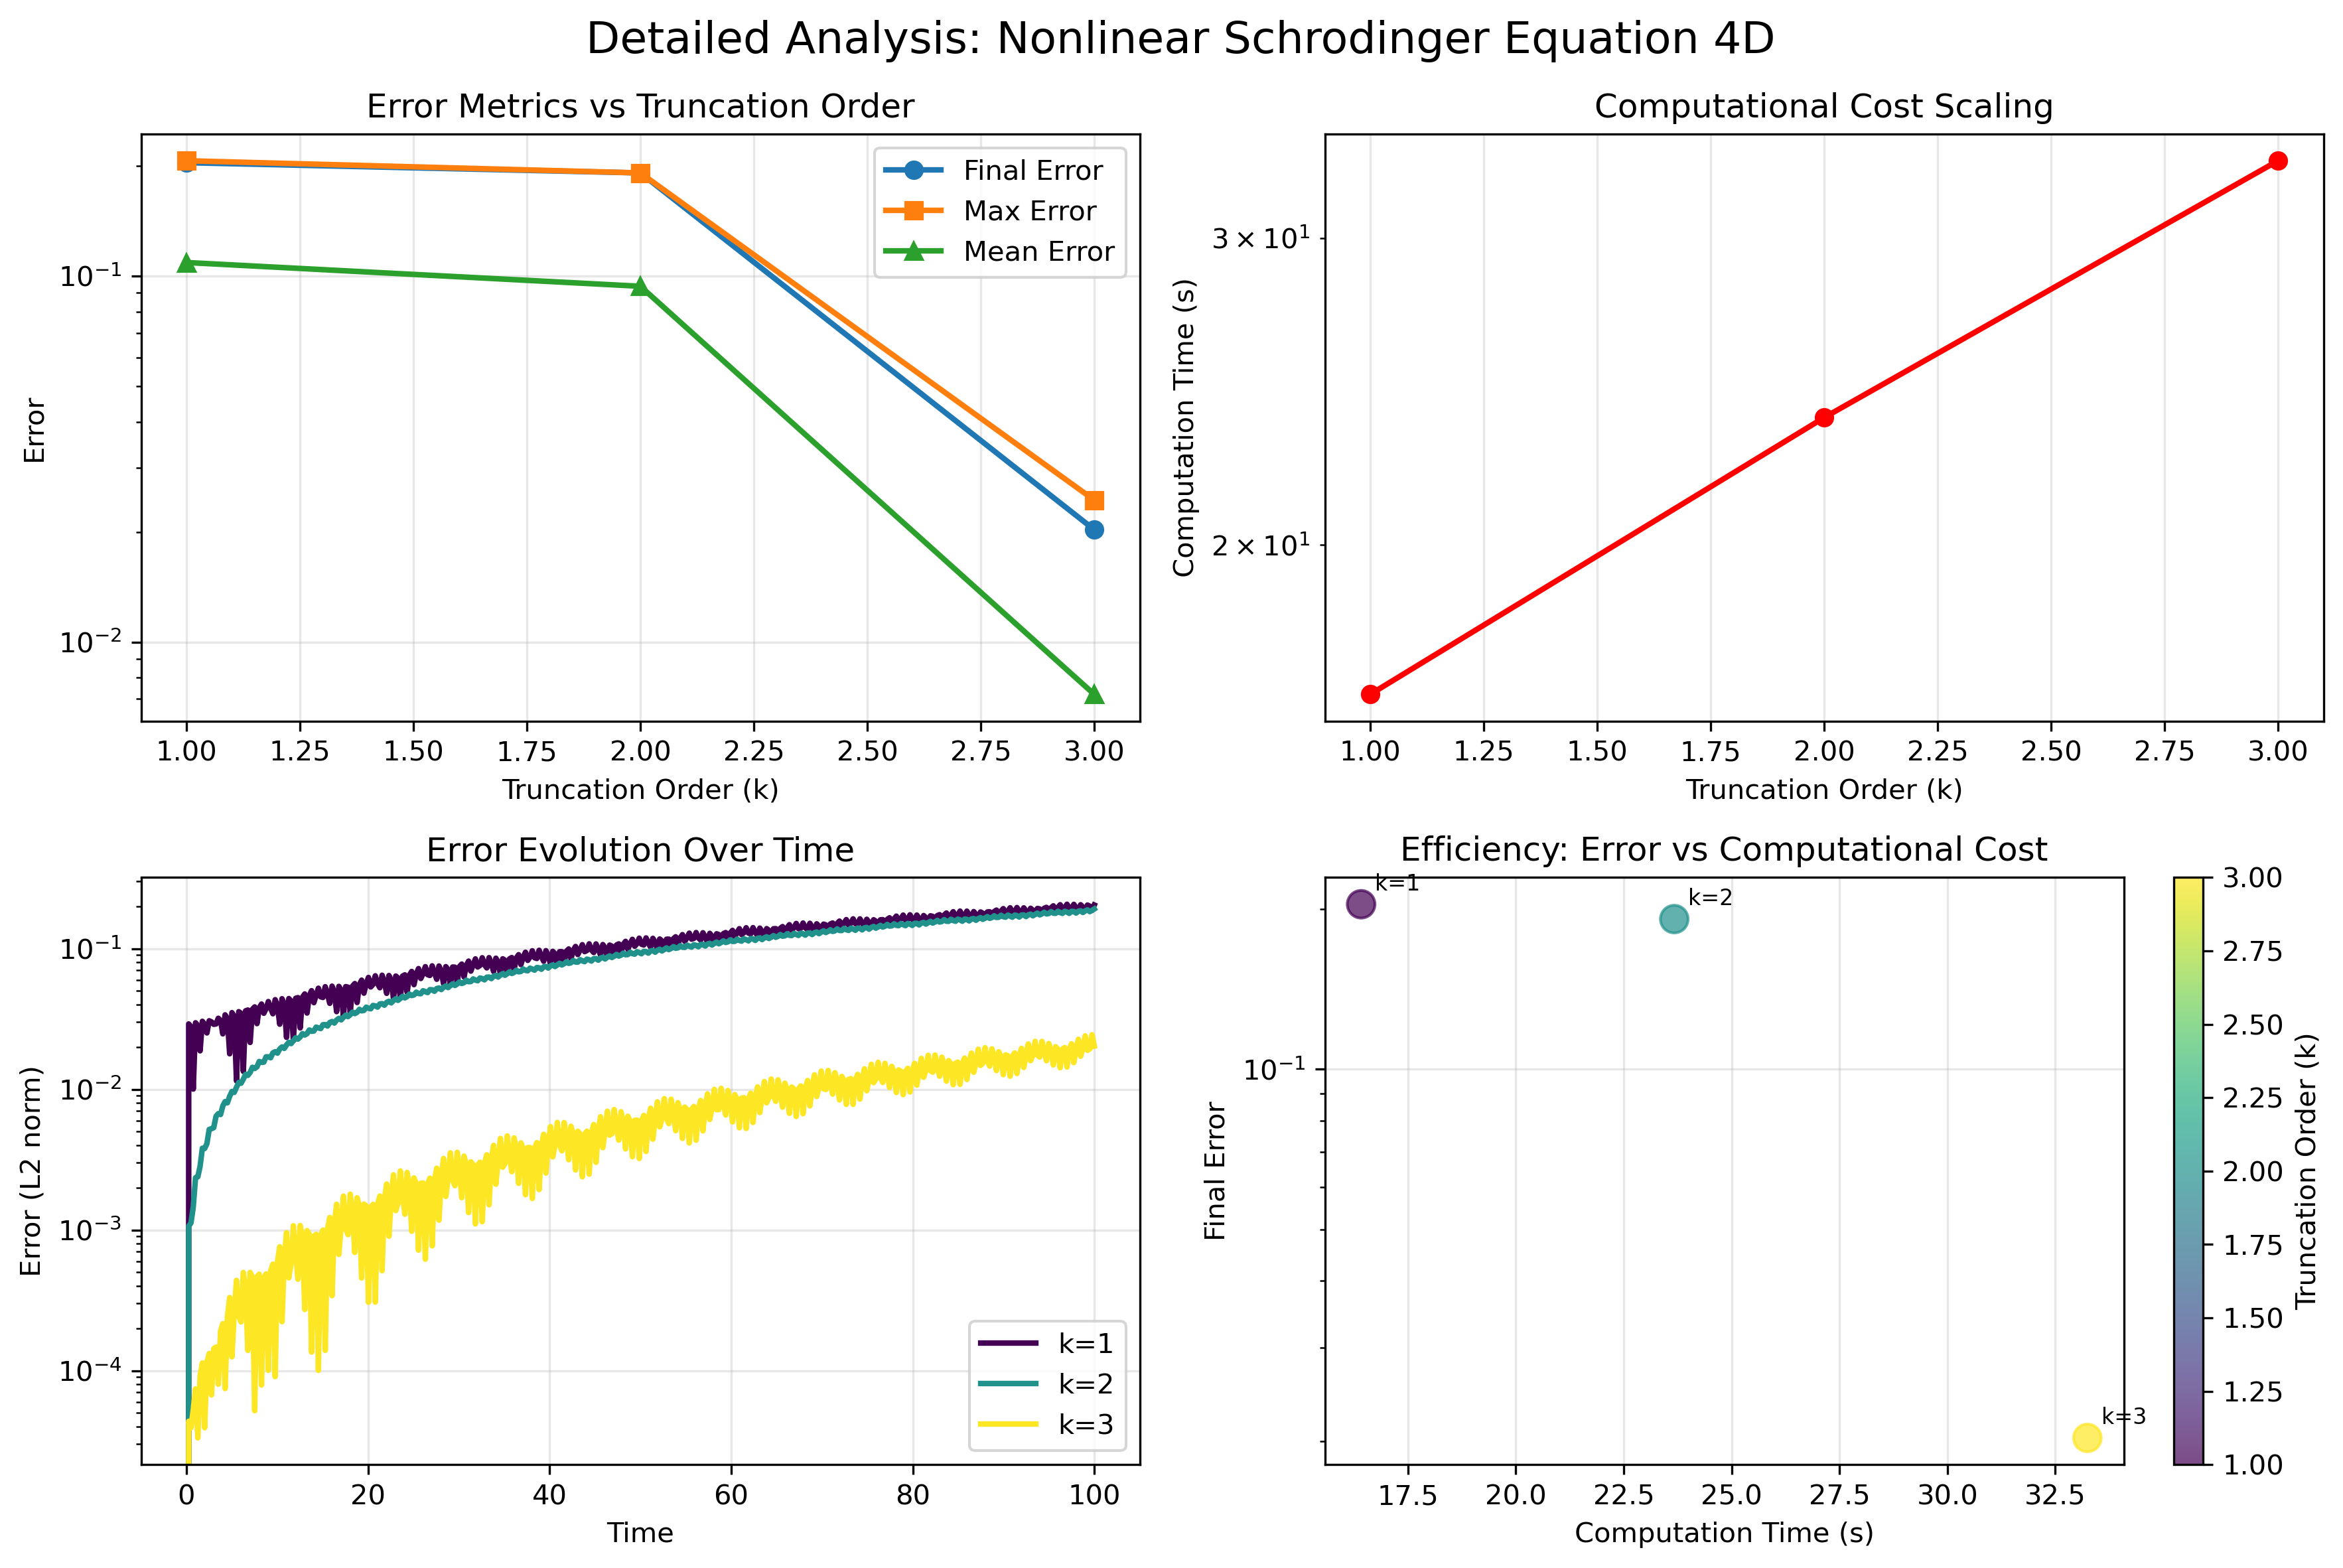 Detailed Analysis: Nonlinear Schrodinger Equation 4D
Error Metrics vs Truncation Order
Final Error
Max Error
Mean Error
10⁻¹
10⁻²
Error
1.00 1.25 1.50 1.75 2.00 2.25 2.50 2.75 3.00
Truncation Order (k)
Computational Cost Scaling
3 × 10¹
2 × 10¹
Computation Time (s)
1.00 1.25 1.50 1.75 2.00 2.25 2.50 2.75 3.00
Truncation Order (k)
Error Evolution Over Time
10⁻¹
10⁻²
10⁻³
10⁻⁴
Error (L2 norm)
k=1
k=2
k=3
0 20 40 60 80 100
Time
Efficiency: Error vs Computational Cost
k=1
k=2
k=3
10⁻¹
Final Error
17.5 20.0 22.5 25.0 27.5 30.0 32.5
Computation Time (s)
3.00
2.75
2.50
2.25
2.00
1.75
1.50
1.25
1.00
Truncation Order (k)